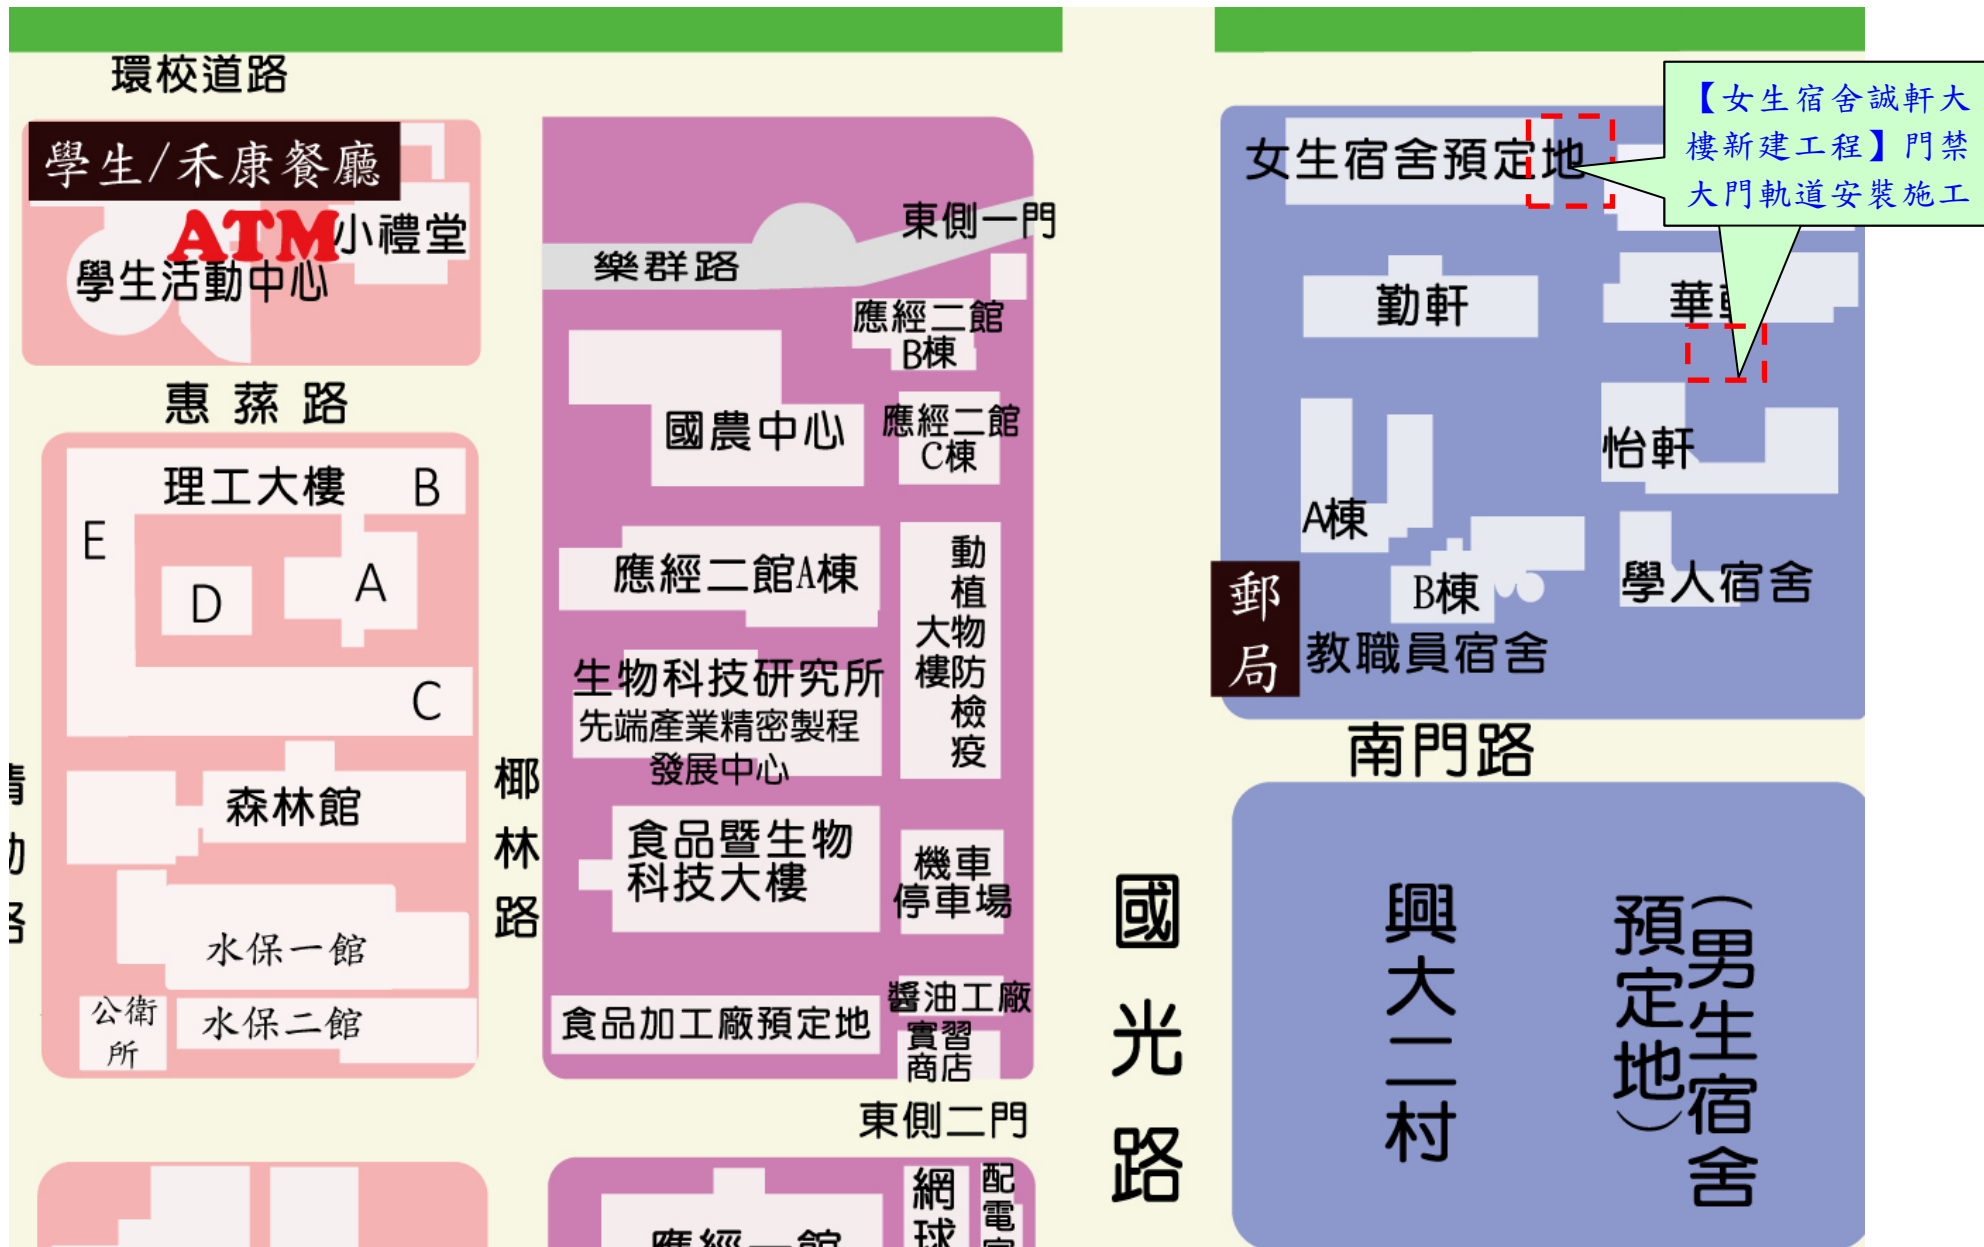 環校道路
學生/禾康餐廳
ATM
小禮堂
學生活動中心
惠蓀路
理工大樓
B
E
A
D
C
森林館
水保一館
公衛
所
水保二館
椰林路
東側一門
樂群路
應經二館
B棟
國農中心
應經二館
C棟
應經二館A棟
動植物防檢疫
大樓
生物科技研究所
先端產業精密製程
發展中心
食品暨生物
科技大樓
機車
停車場
食品加工廠預定地
醬油工廠
實習
商店
東側二門
應經一館
網球
配電
國光路
【女生宿舍誠軒大
樓新建工程】門禁
大門軌道安裝施工
女生宿舍預定地
勤軒
華
怡軒
A棟
B棟
學人宿舍
郵局
教職員宿舍
南門路
興大二村
(男生宿舍
預定地)